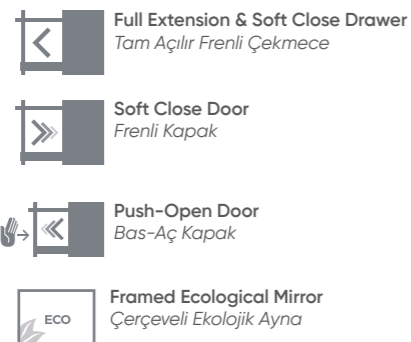 Full Extension & Soft Close Drawer
Tam Açılır Frenli Çekmece
Soft Close Door
Frenli Kapak
Push-Open Door
Bas-Aç Kapak
Framed Ecological Mirror
ECO
Çerçeveli Ekolojik Ayna